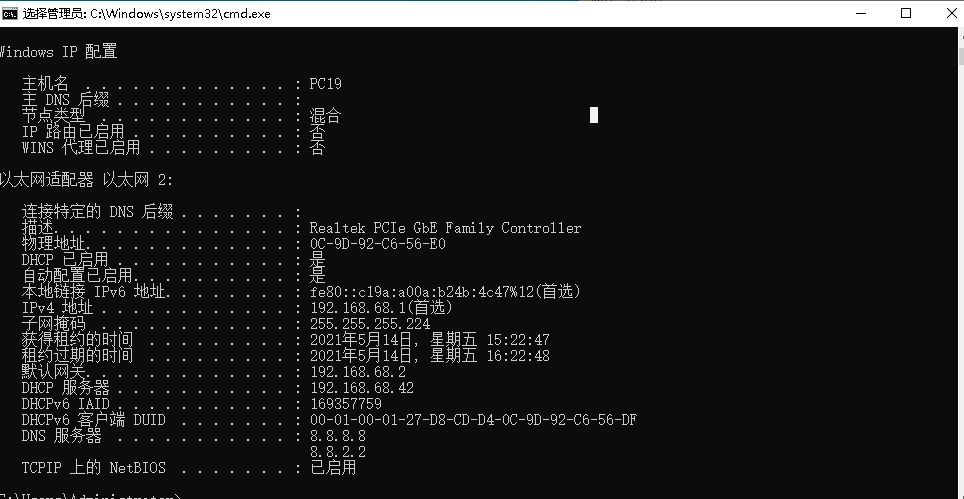 选择管理员: C:\Windows\system32\cmd.exe
Windows IP 配置
主机名 . . . . . . . . . . . . . : PC19
主 DNS 后缀 . . . . . . . . . . . :
节点类型 . . . . . . . . . . . . : 混合
IP 路由已启用 . . . . . . . . . . : 否
WINS 代理已启用 . . . . . . . . . : 否
以太网适配器 以太网 2:
连接特定的 DNS 后缀 . . . . . . . :
描述. . . . . . . . . . . . . . . : Realtek PCIe GbE Family Controller
物理地址. . . . . . . . . . . . . : 0C-9D-92-C6-56-E0
DHCP 已启用 . . . . . . . . . . . : 是
自动配置已启用. . . . . . . . . . : 是
本地链接 IPv6 地址. . . . . . . . : fe80::c19a:a00a:b24b:4c47%12(首选)
IPv4 地址 . . . . . . . . . . . . : 192.168.68.1(首选)
子网掩码 . . . . . . . . . . . . : 255.255.255.224
获得租约的时间 . . . . . . . . . : 2021年5月14日, 星期五 15:22:47
租约过期的时间 . . . . . . . . . : 2021年5月14日, 星期五 16:22:48
默认网关. . . . . . . . . . . . . : 192.168.68.2
DHCP 服务器 . . . . . . . . . . . : 192.168.68.42
DHCPv6 IAID . . . . . . . . . . . : 169357759
DHCPv6 客户端 DUID . . . . . . . : 00-01-00-01-27-D8-CD-D4-0C-9D-92-C6-56-DF
DNS 服务器 . . . . . . . . . . . : 8.8.8.8
8.8.2.2
TCPIP 上的 NetBIOS . . . . . . . : 已启用
C:\Users\Administrator>